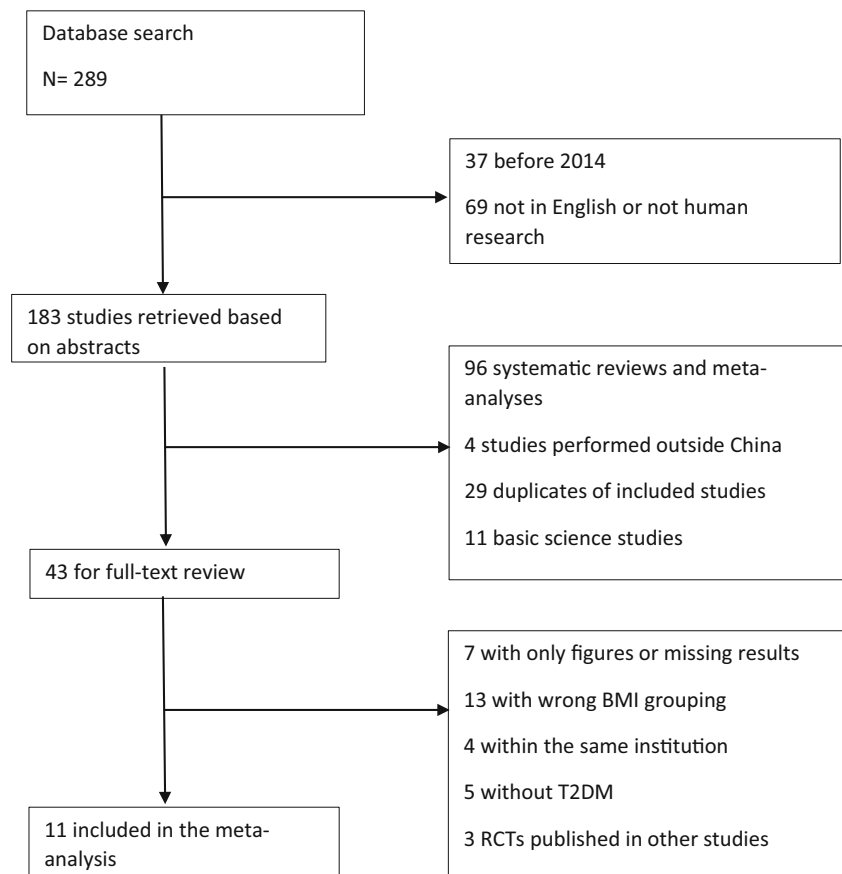 Database search
N= 289
37 before 2014
69 not in English or not human
research
183 studies retrieved based
on abstracts
96 systematic reviews and meta-
analyses
4 studies performed outside China
29 duplicates of included studies
11 basic science studies
43 for full-text review
7 with only figures or missing results
13 with wrong BMI grouping
4 within the same institution
5 without T2DM
3 RCTs published in other studies
11 included in the meta-
analysis